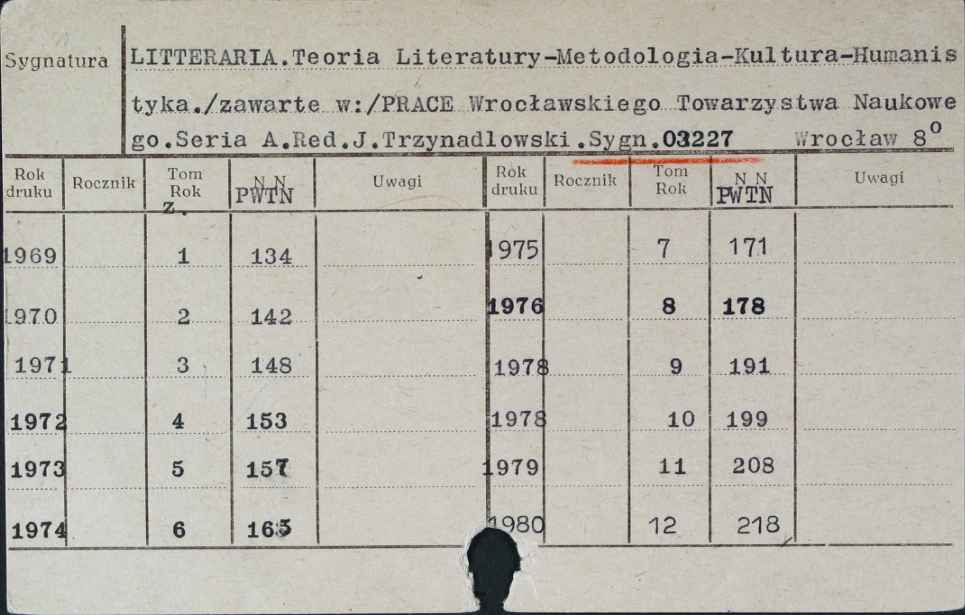 Sygnatura
LITTERARIA.Teoria Literatury-Metodologia-Kultura-Humanis
tyka./zawarte w:/PRACE Wrocławskiego Towarzystwa Naukowe
go.Seria A.Red.J.Trzynadlowski.Sygn.03227 Wrocław 8°
Rok druku Rocznik Tom Rok z. N N PWTN Uwagi Rok druku Rocznik Tom Rok N N PWTN Uwagi
1969 1 134 1975 7 171
1970 2 142 1976 8 178
1971 3 148 1978 9 191
1972 4 153 1978 10 199
1973 5 157 1979 11 208
1974 6 165 1980 12 218